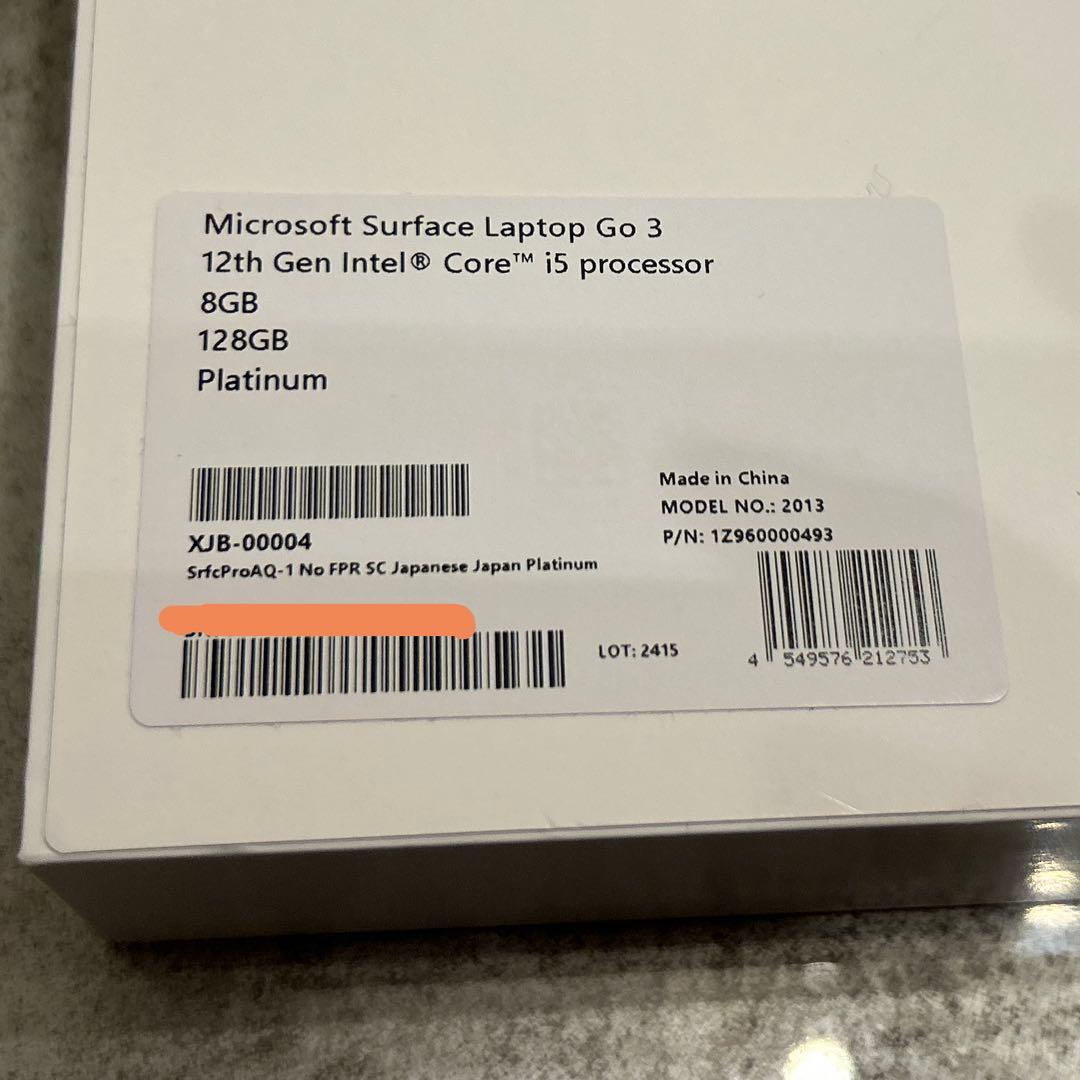 Microsoft Surface Laptop Go 3
12th Gen Intel® Core™ i5 processor
8GB
128GB
Platinum
XJB-00004
SrfcProAQ-1 No FPR SC Japanese Japan Platinum
Made in China
MODEL NO.: 2013
P/N: 1Z960000493
LOT: 2415
4 549576 212753